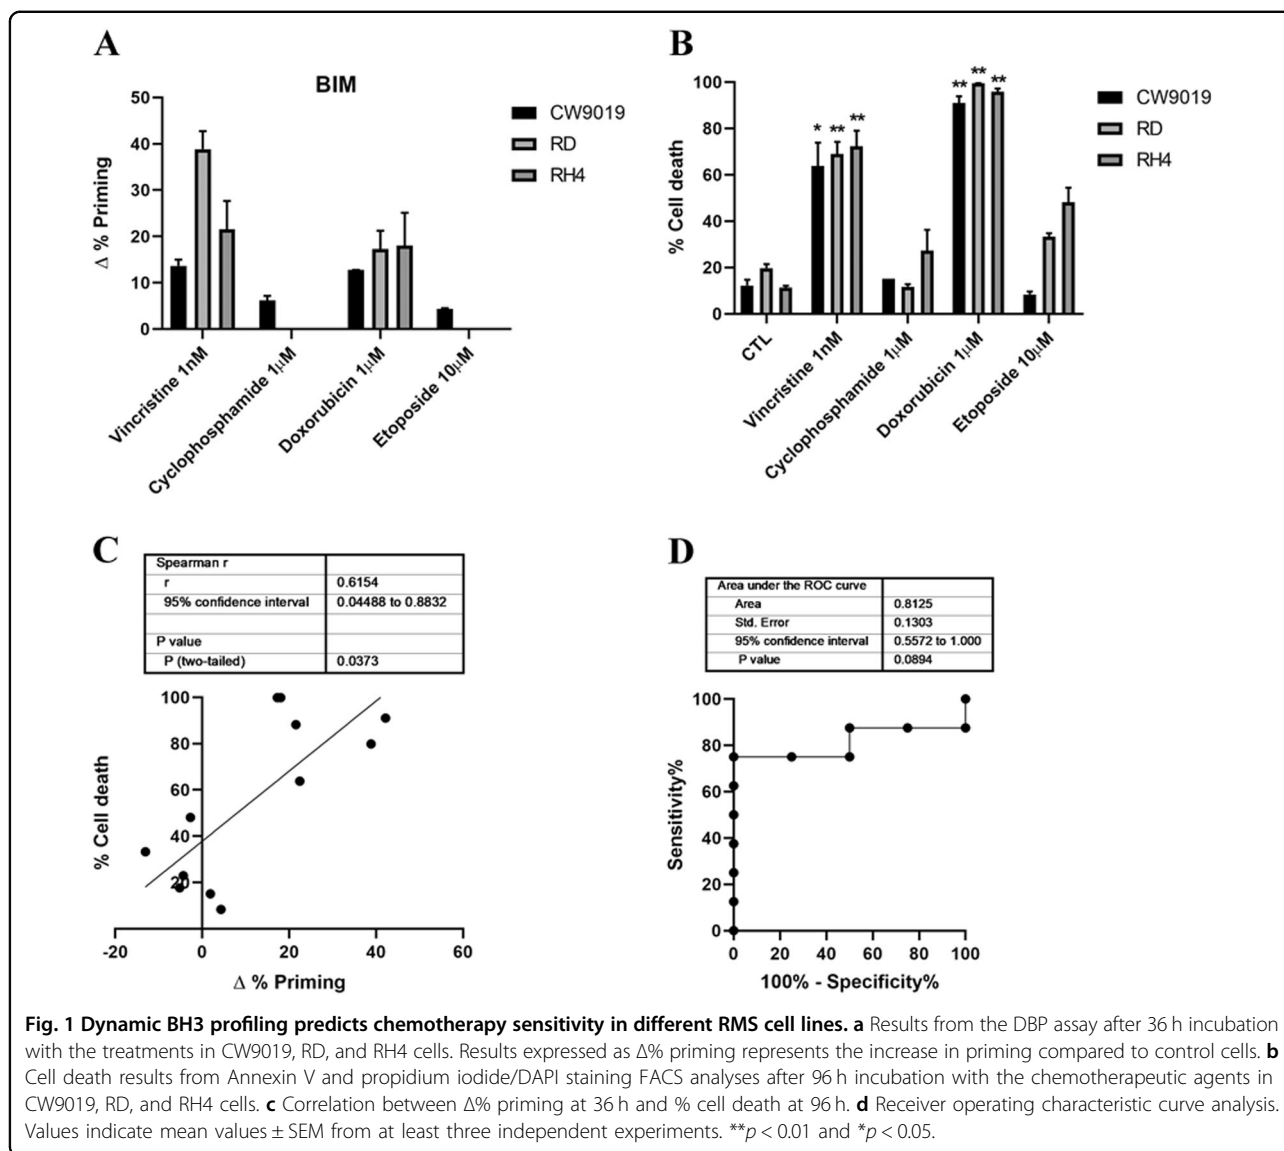 A
BIM
Δ % Priming
50
40
30
20
10
0
Vincristine 1nM
Cyclophosphamide 1μM
Doxorubicin 1μM
Etoposide 10μM
CW9019
RD
RH4
B
% Cell death
100
80
60
40
20
0
* ** **
** ** **
CTL
Vincristine 1nM
Cyclophosphamide 1μM
Doxorubicin 1μM
Etoposide 10μM
CW9019
RD
RH4
C
Spearman r
r 0.6154
95% confidence interval 0.04488 to 0.8832
P value
P (two-tailed) 0.0373
% Cell death
100
80
60
40
20
-20 0 20 40 60
Δ % Priming
D
Area under the ROC curve
Area 0.8125
Std. Error 0.1303
95% confidence interval 0.5572 to 1.000
P value 0.0894
Sensitivity%
100
80
60
40
20
0
0 20 40 60 80 100
100% - Specificity%
Fig. 1 Dynamic BH3 profiling predicts chemotherapy sensitivity in different RMS cell lines. a Results from the DBP assay after 36 h incubation
with the treatments in CW9019, RD, and RH4 cells. Results expressed as Δ% priming represents the increase in priming compared to control cells. b
Cell death results from Annexin V and propidium iodide/DAPI staining FACS analyses after 96 h incubation with the chemotherapeutic agents in
CW9019, RD, and RH4 cells. c Correlation between Δ% priming at 36 h and % cell death at 96 h. d Receiver operating characteristic curve analysis.
Values indicate mean values ± SEM from at least three independent experiments. **p < 0.01 and *p < 0.05.